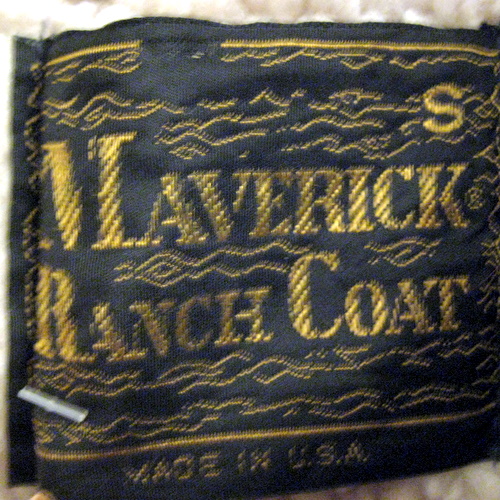 S
MAVERICK®
RANCH COAT
MADE IN U.S.A.